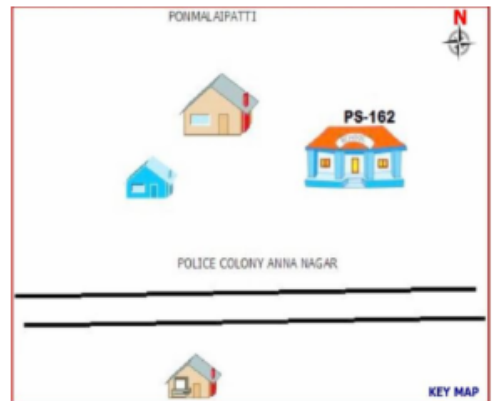 PONMALAIPATTI
N
PS-162
POLICE COLONY ANNA NAGAR
KEY MAP